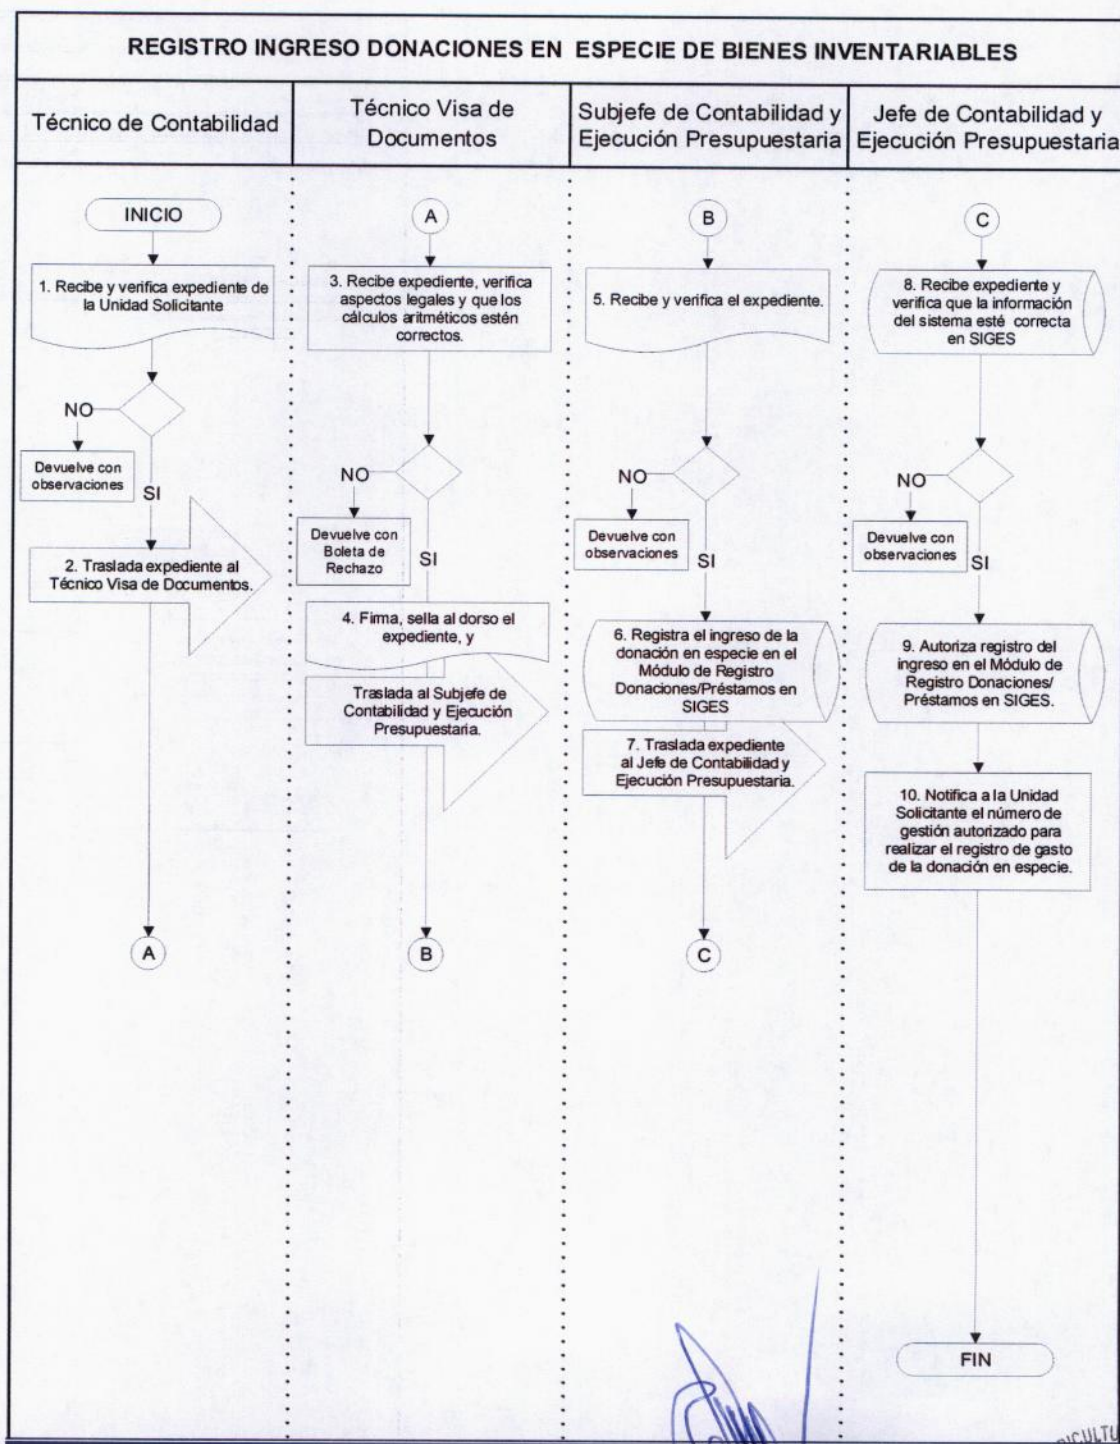 REGISTRO INGRESO DONACIONES EN ESPECIE DE BIENES INVENTARIABLES
Técnico de Contabilidad
Técnico Visa de
Documentos
Subjefe de Contabilidad y
Ejecución Presupuestaria
Jefe de Contabilidad y
Ejecución Presupuestaria
INICIO
1. Recibe y verifica expediente de
la Unidad Solicitante
NO
Devuelve con
observaciones
SI
2. Traslada expediente al
Técnico Visa de Documentos.
A
A
3. Recibe expediente, verifica
aspectos legales y que los
cálculos aritméticos estén
correctos.
NO
Devuelve con
Boleta de
Rechazo
SI
4. Firma, sella al dorso el
expediente, y
Traslada al Subjefe de
Contabilidad y Ejecución
Presupuestaria.
B
B
5. Recibe y verifica el expediente.
NO
Devuelve con
observaciones
SI
6. Registra el ingreso de la
donación en especie en el
Módulo de Registro
Donaciones/Préstamos en
SIGES
7. Traslada expediente
al Jefe de Contabilidad y
Ejecución Presupuestaria.
C
C
8. Recibe expediente y
verifica que la información
del sistema esté correcta
en SIGES
NO
Devuelve con
observaciones
SI
9. Autoriza registro del
ingreso en el Módulo de
Registro Donaciones/
Préstamos en SIGES.
10. Notifica a la Unidad
Solicitante el número de
gestión autorizado para
realizar el registro de gasto
de la donación en especie.
FIN